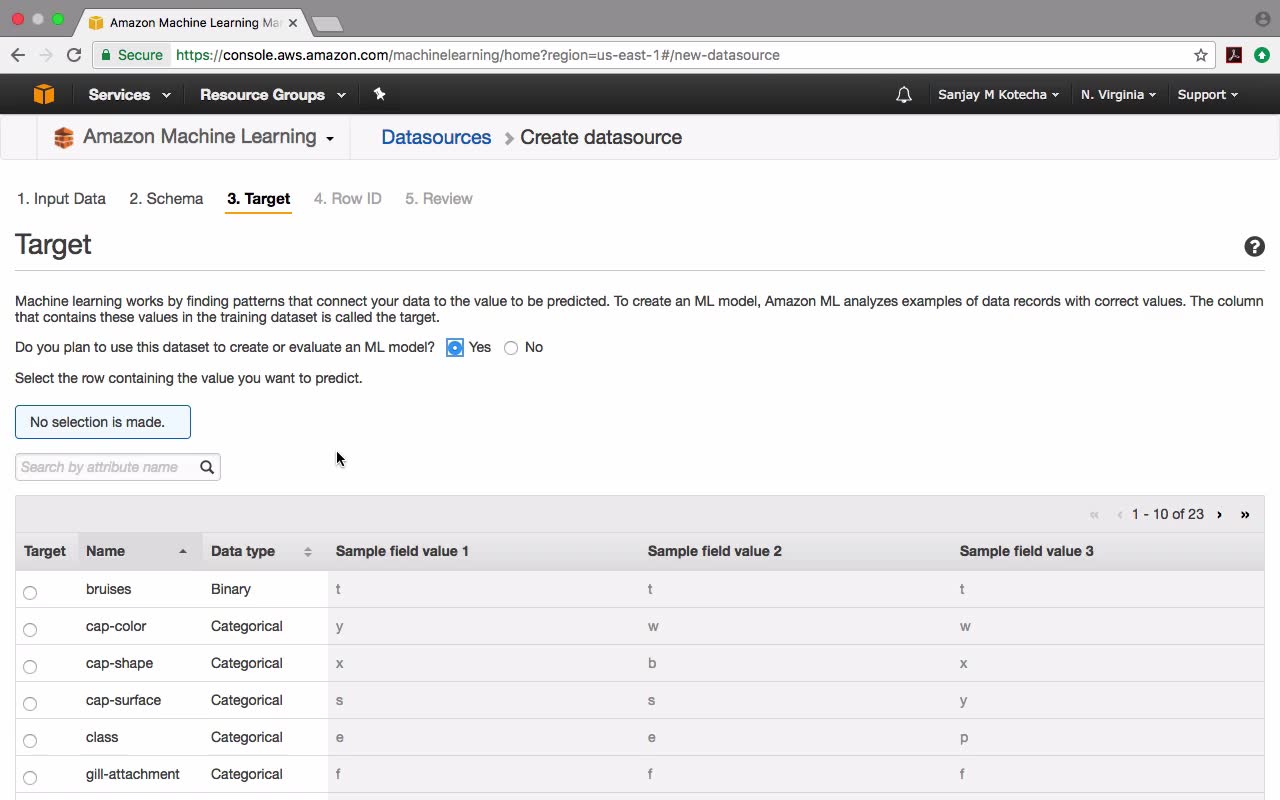 Amazon Machine Learning Ma
Secure https://console.aws.amazon.com/machinelearning/home?region=us-east-1#/new-datasource
Services Resource Groups Sanjay M Kotecha N. Virginia Support
Amazon Machine Learning Datasources Create datasource
1. Input Data 2. Schema 3. Target 4. Row ID 5. Review
Target
Machine learning works by finding patterns that connect your data to the value to be predicted. To create an ML model, Amazon ML analyzes examples of data records with correct values. The column
that contains these values in the training dataset is called the target.
Do you plan to use this dataset to create or evaluate an ML model? Yes No
Select the row containing the value you want to predict.
No selection is made.
Search by attribute name
« ‹ 1 - 10 of 23 › »
Target Name Data type Sample field value 1 Sample field value 2 Sample field value 3
bruises Binary t t t
cap-color Categorical y w w
cap-shape Categorical x b x
cap-surface Categorical s s y
class Categorical e e p
gill-attachment Categorical f f f